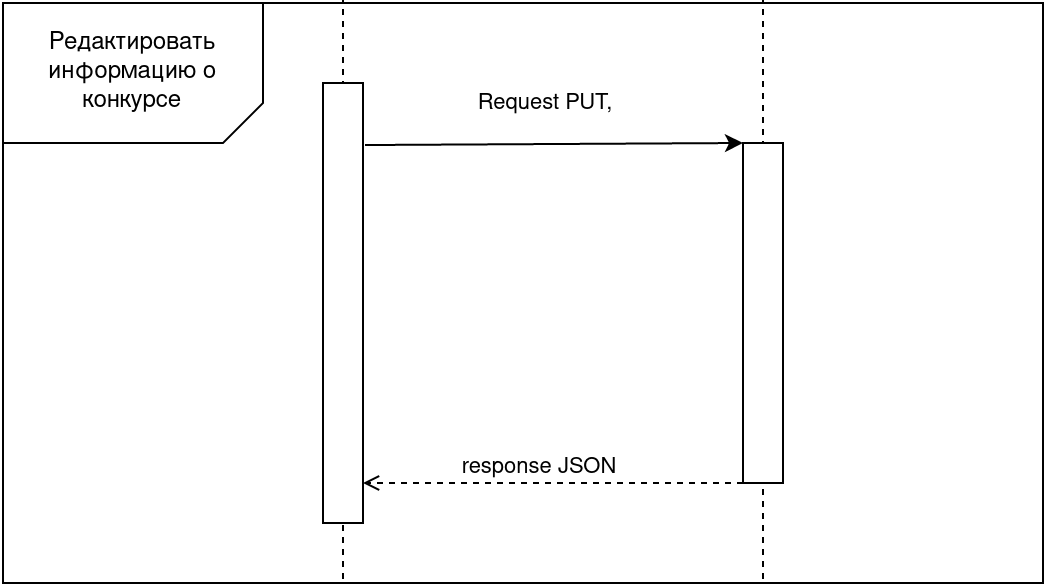 Редактировать
информацию о
конкурсе
Request PUT,
response JSON